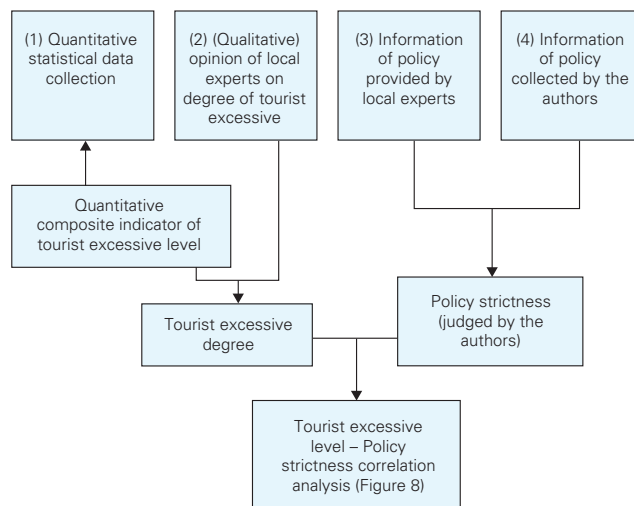 (1) Quantitative
statistical data
collection
(2) (Qualitative)
opinion of local
experts on
degree of tourist
excessive
(3) Information
of policy
provided by
local experts
(4) Information
of policy
collected by the
authors
Quantitative
composite indicator of
tourist excessive level
Tourist excessive
degree
Policy strictness
(judged by the
authors)
Tourist excessive
level – Policy
strictness correlation
analysis (Figure 8)